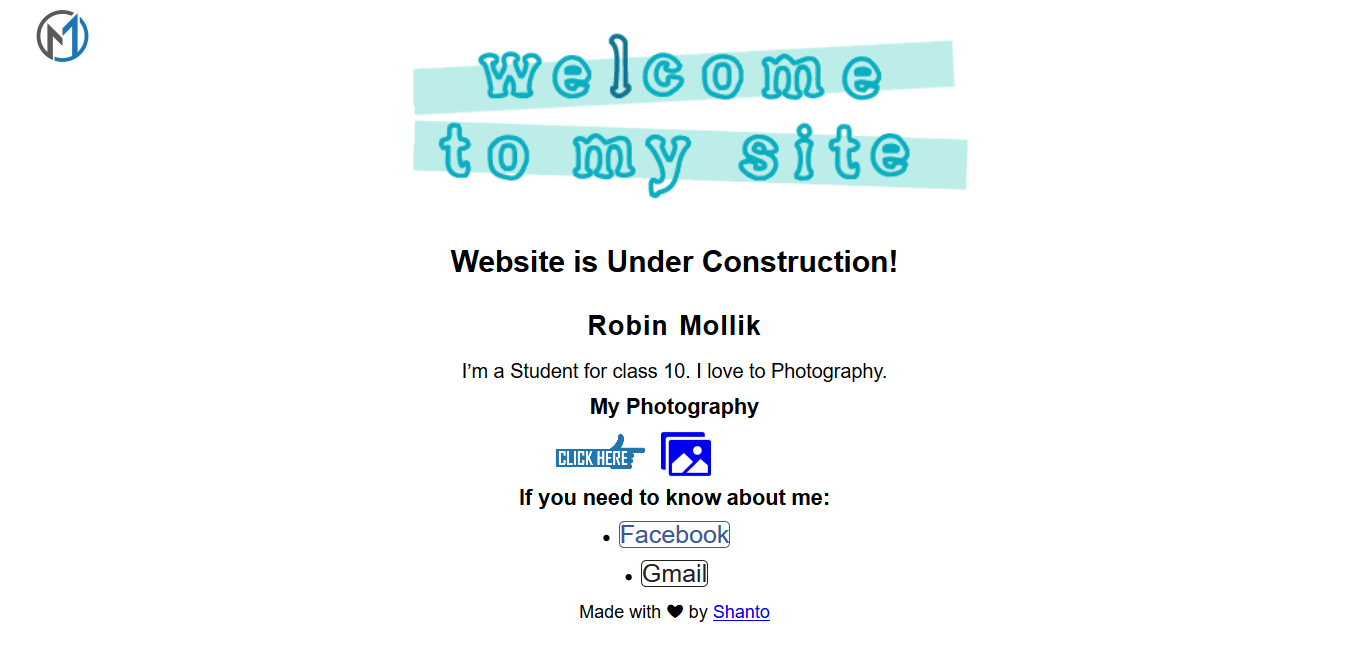 welcome
to my site
Website is Under Construction!
Robin Mollik
I’m a Student for class 10. I love to Photography.
My Photography
CLICK HERE
If you need to know about me:
• Facebook
• Gmail
Made with ♥ by Shanto